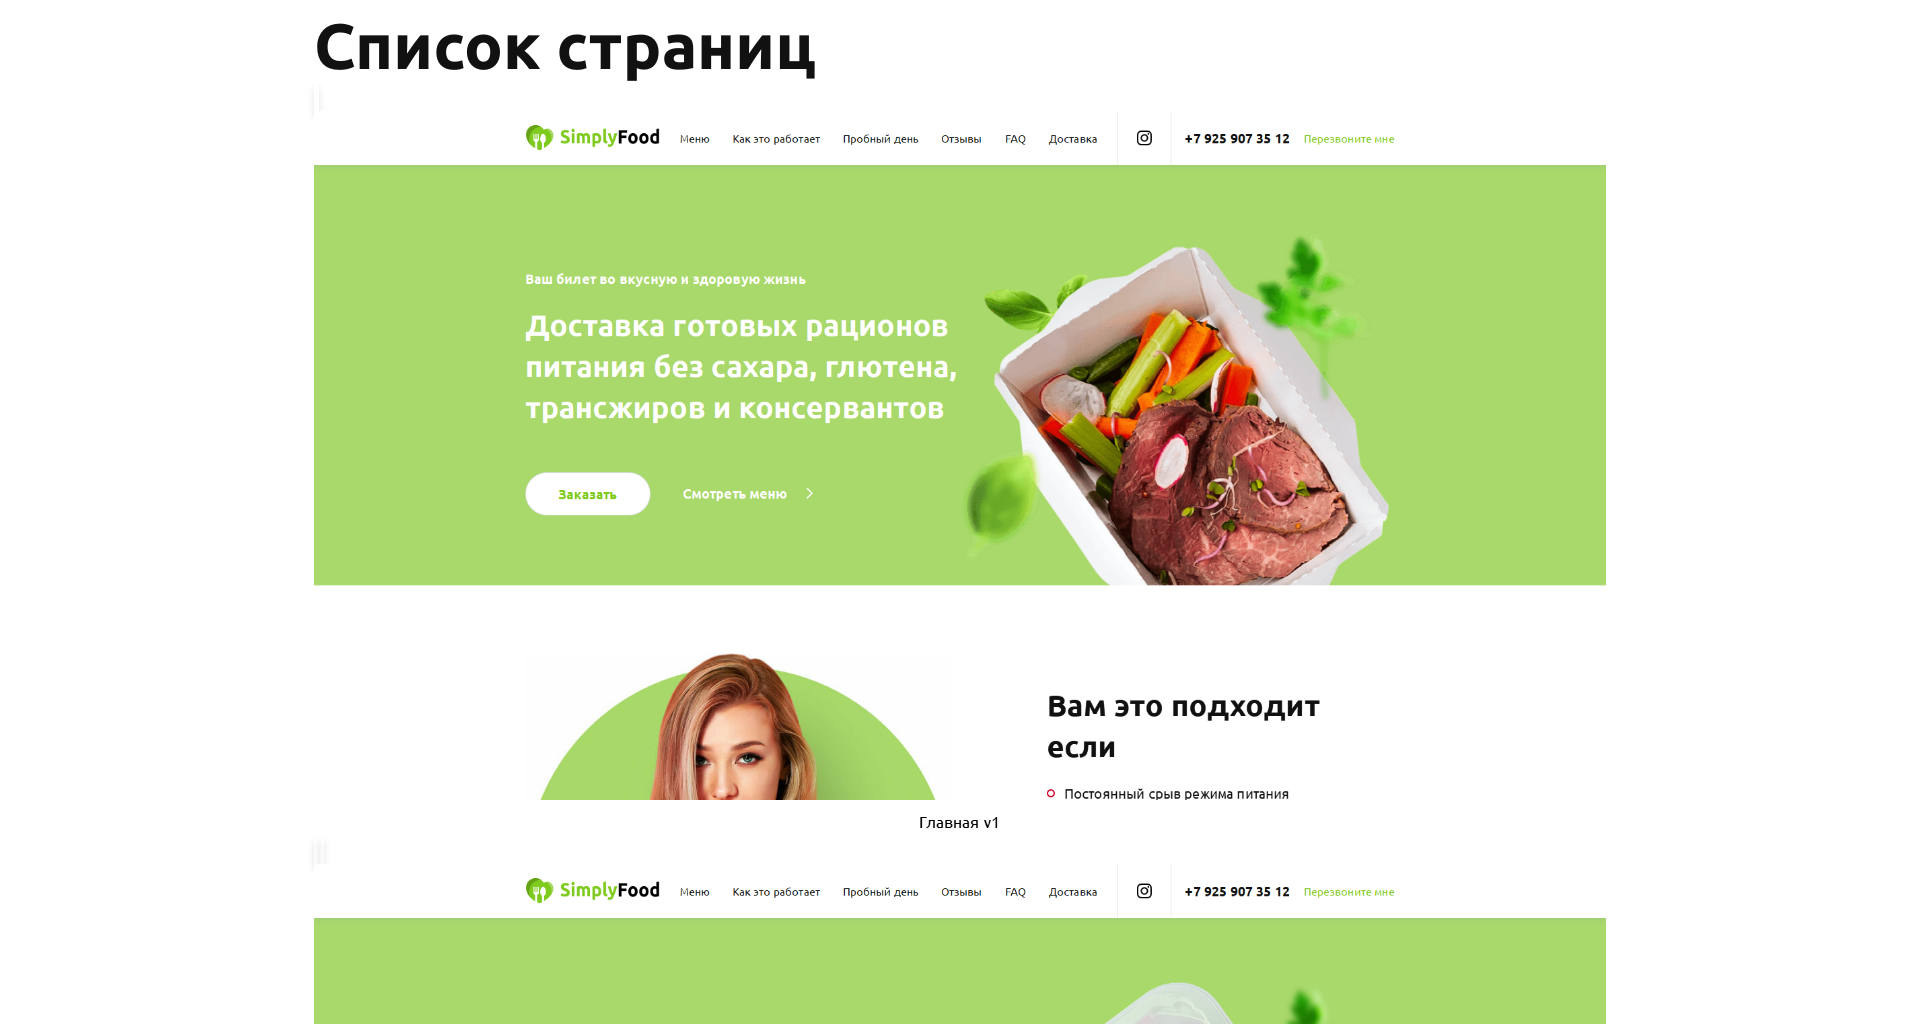 Список страниц
SimplyFood Меню Как это работает Пробный день Отзывы FAQ Доставка +7 925 907 35 12 Перезвоните мне
Ваш билет во вкусную и здоровую жизнь
Доставка готовых рационов
питания без сахара, глютена,
трансжиров и консервантов
Заказать Смотреть меню
Вам это подходит
если
Постоянный срыв режима питания
Главная v1
SimplyFood Меню Как это работает Пробный день Отзывы FAQ Доставка +7 925 907 35 12 Перезвоните мне